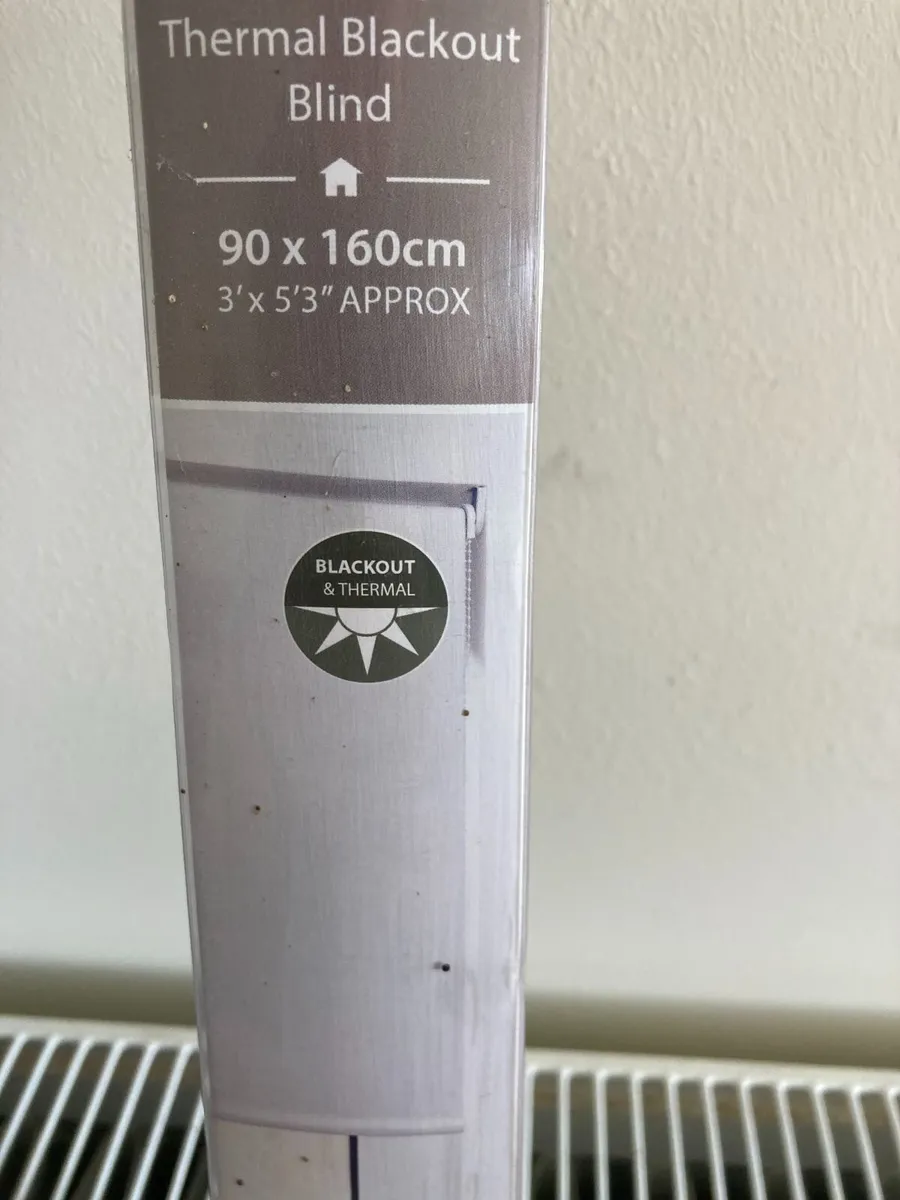 Thermal Blackout
Blind
90 x 160cm
3'x 5'3" APPROX
BLACKOUT
& THERMAL